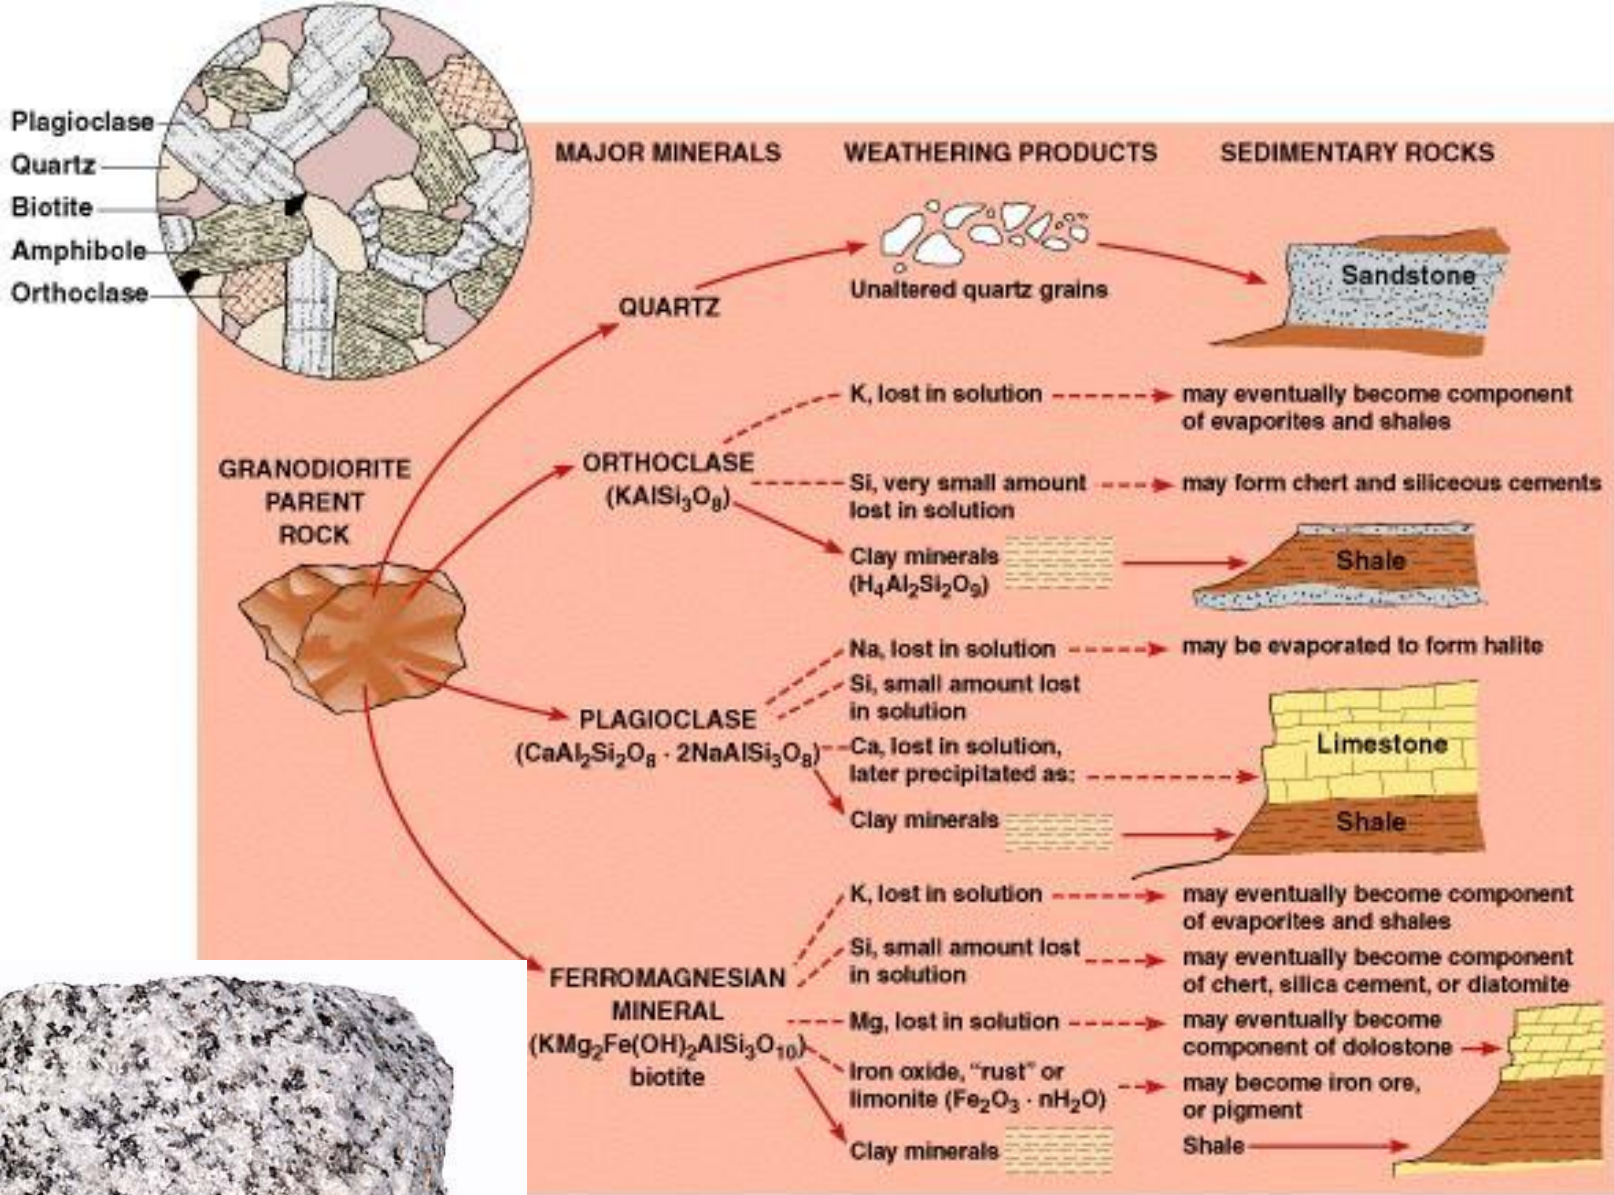 Plagioclase
Quartz
Biotite
Amphibole
Orthoclase
MAJOR MINERALS
WEATHERING PRODUCTS
SEDIMENTARY ROCKS
GRANODIORITE
PARENT
ROCK
QUARTZ
Unaltered quartz grains
Sandstone
ORTHOCLASE
(KAlSi₃O₈)
K, lost in solution
may eventually become component
of evaporites and shales
Si, very small amount
lost in solution
may form chert and siliceous cements
Clay minerals
(H₄Al₂Si₂O₉)
Shale
PLAGIOCLASE
(CaAl₂Si₂O₈ · 2NaAlSi₃O₈)
Na, lost in solution
may be evaporated to form halite
Si, small amount lost
in solution
Ca, lost in solution,
later precipitated as:
Limestone
Clay minerals
Shale
FERROMAGNESIAN
MINERAL
(KMg₂Fe(OH)₂AlSi₃O₁₀)
biotite
K, lost in solution
may eventually become component
of evaporites and shales
Si, small amount lost
in solution
may eventually become component
of chert, silica cement, or diatomite
Mg, lost in solution
may eventually become
component of dolostone
Iron oxide, “rust” or
limonite (Fe₂O₃ · nH₂O)
may become iron ore,
or pigment
Clay minerals
Shale